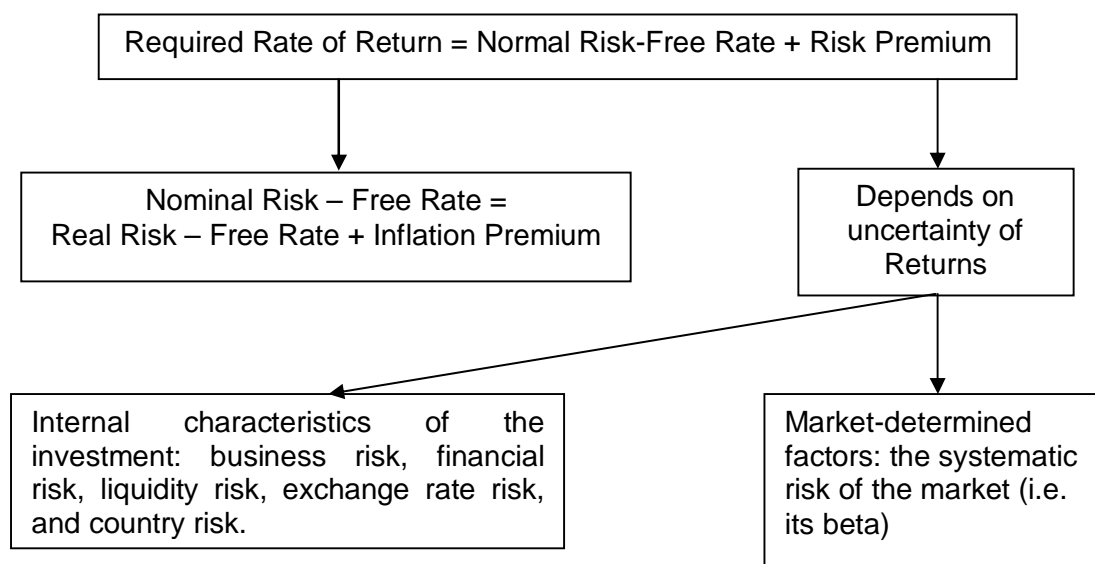 Required Rate of Return = Normal Risk-Free Rate + Risk Premium
Nominal Risk – Free Rate =
Real Risk – Free Rate + Inflation Premium
Depends on
uncertainty of
Returns
Internal characteristics of the
investment: business risk, financial
risk, liquidity risk, exchange rate risk,
and country risk.
Market-determined
factors: the systematic
risk of the market (i.e.
its beta)